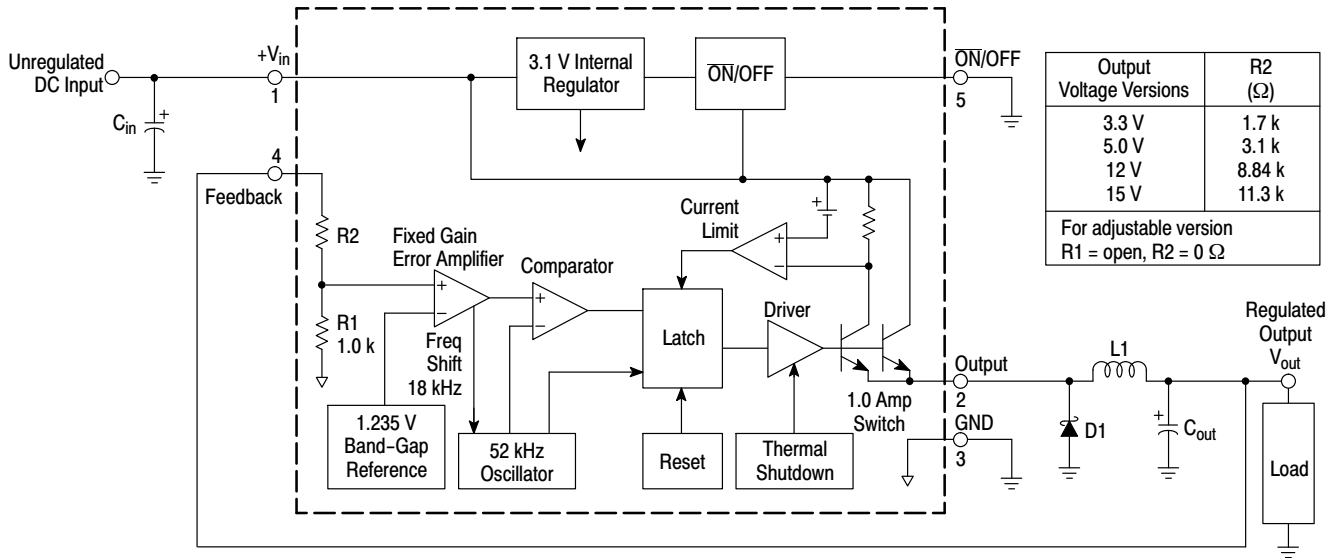 Unregulated
DC Input
+Vin
1
Cin
+
4
Feedback
3.1 V Internal
Regulator
ON/OFF
ON/OFF
5
Output
Voltage Versions
R2
(Ω)
3.3 V
1.7 k
5.0 V
3.1 k
12 V
8.84 k
15 V
11.3 k
For adjustable version
R1 = open, R2 = 0 Ω
R2
R1
1.0 k
Fixed Gain
Error Amplifier
+
−
Freq
Shift
18 kHz
Comparator
+
−
Current
Limit
+
−
+
Latch
Driver
1.0 Amp
Switch
1.235 V
Band-Gap
Reference
52 kHz
Oscillator
Reset
Thermal
Shutdown
Output
2
GND
3
L1
D1
+
Cout
Regulated
Output
Vout
Load